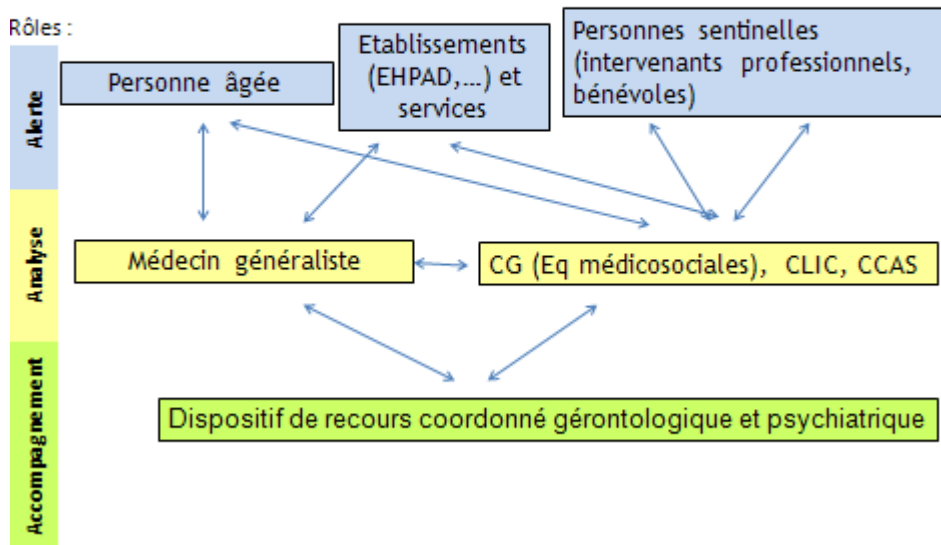 Rôles :
Alerte
Personne âgée
Etablissements
(EHPAD,...) et
services
Personnes sentinelles
(intervenants professionnels,
bénévoles)
Analyse
Médecin généraliste
CG (Eq médicosociales), CLIC, CCAS
Accompagnement
Dispositif de recours coordonné gérontologique et psychiatrique